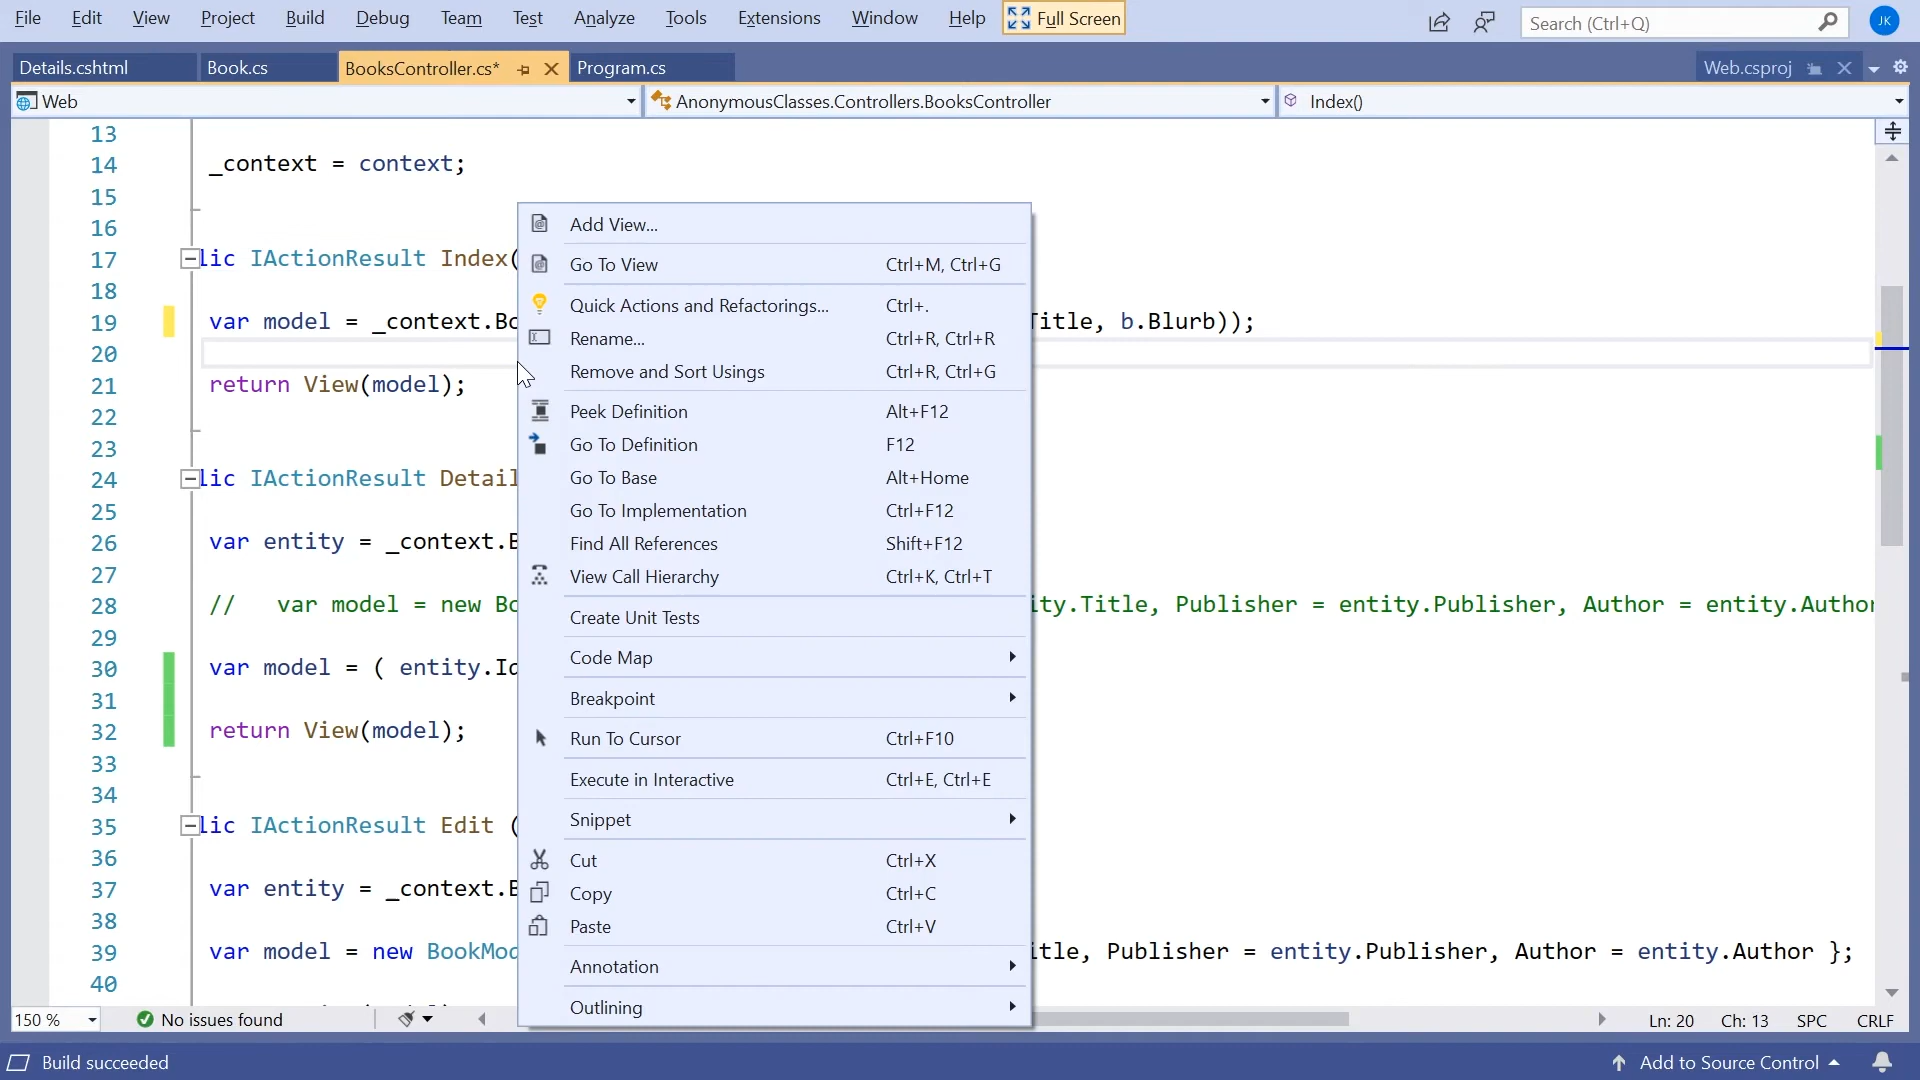 File Edit View Project Build Debug Team Test Analyze Tools Extensions Window Help Full Screen Search (Ctrl+Q) JK
Details.cshtml Book.cs BooksController.cs* Program.cs Web.csproj
Web AnonymousClasses.Controllers.BooksController Index()
13
14 _context = context;
15
16
17 lic IActionResult Index(
18
19 var model = _context.Bo Title, b.Blurb));
20
21 return View(model);
22
23
24 lic IActionResult Detail
25
26 var entity = _context.B
27
28 // var model = new Bo ity.Title, Publisher = entity.Publisher, Author = entity.Author
29
30 var model = ( entity.Id
31
32 return View(model);
33
34
35 lic IActionResult Edit (
36
37 var entity = _context.B
38
39 var model = new BookMod itle, Publisher = entity.Publisher, Author = entity.Author };
40
Add View...
Go To View Ctrl+M, Ctrl+G
Quick Actions and Refactorings... Ctrl+.
Rename... Ctrl+R, Ctrl+R
Remove and Sort Usings Ctrl+R, Ctrl+G
Peek Definition Alt+F12
Go To Definition F12
Go To Base Alt+Home
Go To Implementation Ctrl+F12
Find All References Shift+F12
View Call Hierarchy Ctrl+K, Ctrl+T
Create Unit Tests
Code Map
Breakpoint
Run To Cursor Ctrl+F10
Execute in Interactive Ctrl+E, Ctrl+E
Snippet
Cut Ctrl+X
Copy Ctrl+C
Paste Ctrl+V
Annotation
Outlining
150 % No issues found Ln: 20 Ch: 13 SPC CRLF
Build succeeded Add to Source Control